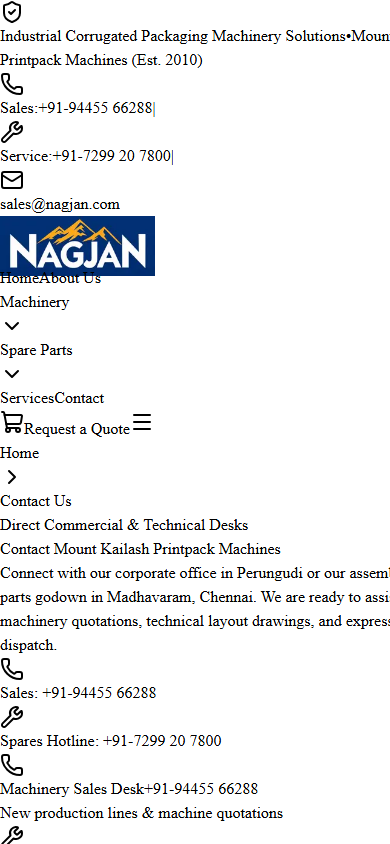 Industrial Corrugated Packaging Machinery Solutions•Moun
Printpack Machines (Est. 2010)
Sales:+91-94455 66288|
Service:+91-7299 20 7800|
sales@nagjan.com
NAGJAN
HomeAbout Us
Machinery
Spare Parts
ServicesContact
Request a Quote
Home
Contact Us
Direct Commercial & Technical Desks
Contact Mount Kailash Printpack Machines
Connect with our corporate office in Perungudi or our assem
parts godown in Madhavaram, Chennai. We are ready to assi
machinery quotations, technical layout drawings, and expres
dispatch.
Sales: +91-94455 66288
Spares Hotline: +91-7299 20 7800
Machinery Sales Desk+91-94455 66288
New production lines & machine quotations